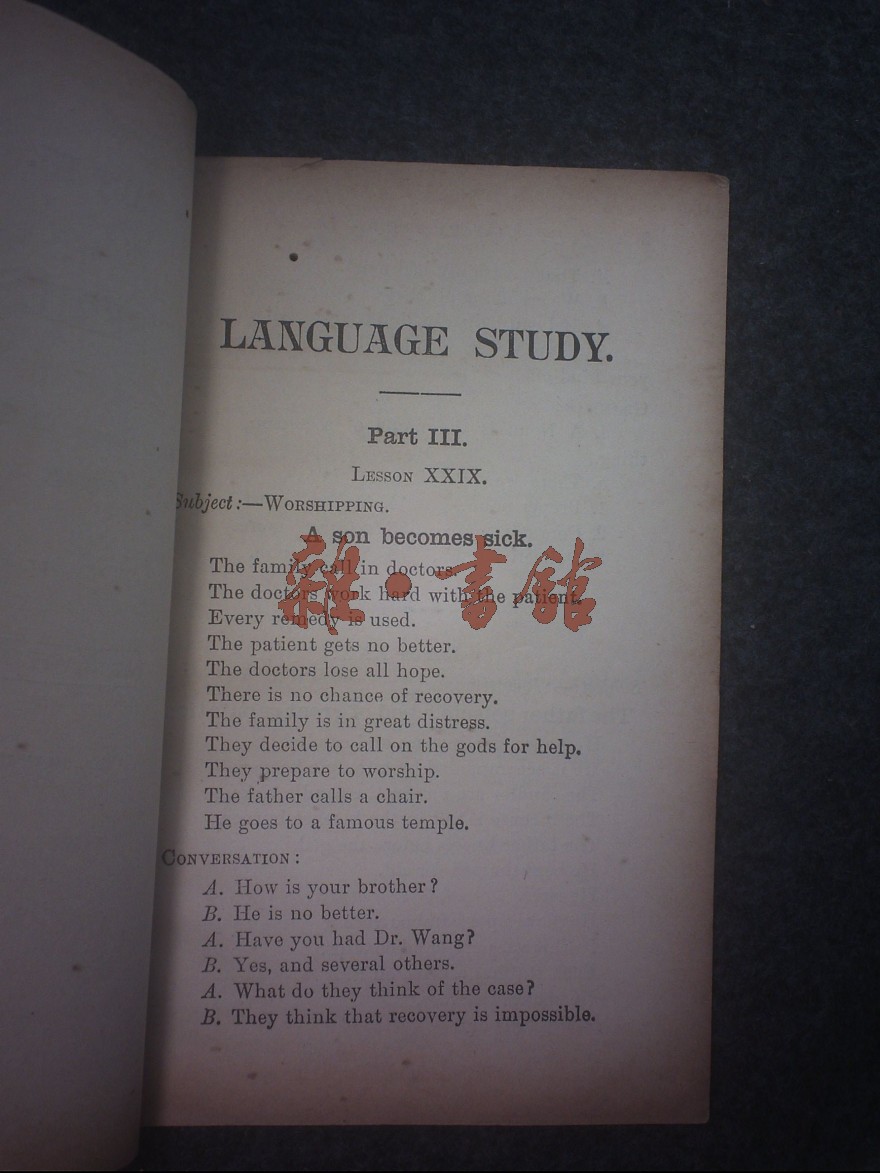 LANGUAGE STUDY.
Part III.
LESSON XXIX.
Subject:—WORSHIPPING.
A son becomes sick.
The family call in doctors.
The doctors work hard with the patient.
Every remedy is used.
The patient gets no better.
The doctors lose all hope.
There is no chance of recovery.
The family is in great distress.
They decide to call on the gods for help.
They prepare to worship.
The father calls a chair.
He goes to a famous temple.
CONVERSATION:
A. How is your brother?
B. He is no better.
A. Have you had Dr. Wang?
B. Yes, and several others.
A. What do they think of the case?
B. They think that recovery is impossible.
雜·書館